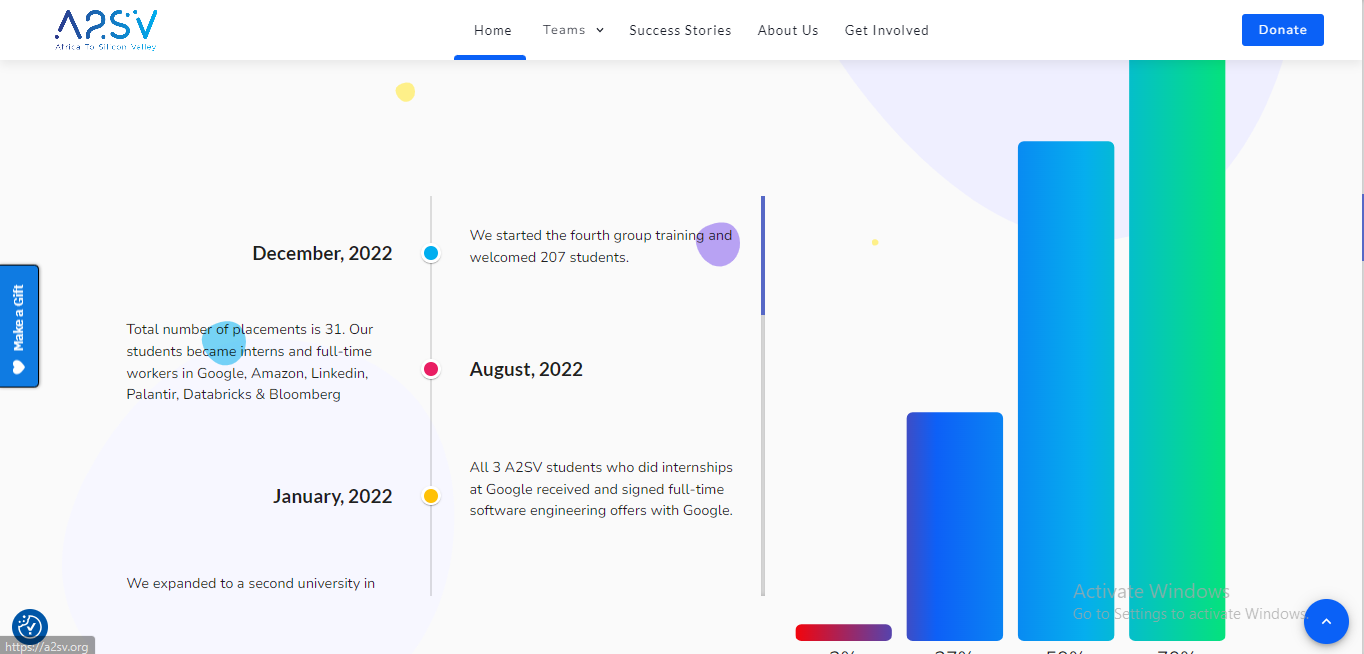 A2SV
Africa To Silicon Valley
Home
Teams
Success Stories
About Us
Get Involved
Donate
December, 2022
We started the fourth group training and
welcomed 207 students.
Make a Gift
Total number of placements is 31. Our
students became interns and full-time
workers in Google, Amazon, Linkedin,
Palantir, Databricks & Bloomberg
August, 2022
January, 2022
All 3 A2SV students who did internships
at Google received and signed full-time
software engineering offers with Google.
We expanded to a second university in
Activate Windows
Go to Settings to activate Windows.
https://a2sv.org